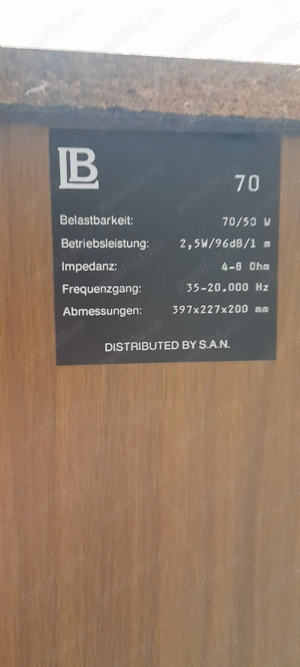 LB 70
Belastbarkeit: 70/50 W
Betriebsleistung: 2,5W/96dB/1 m
Impedanz: 4-8 Ohm
Frequenzgang: 35-20.000 Hz
Abmessungen: 397x227x200 mm
DISTRIBUTED BY S.A.N.